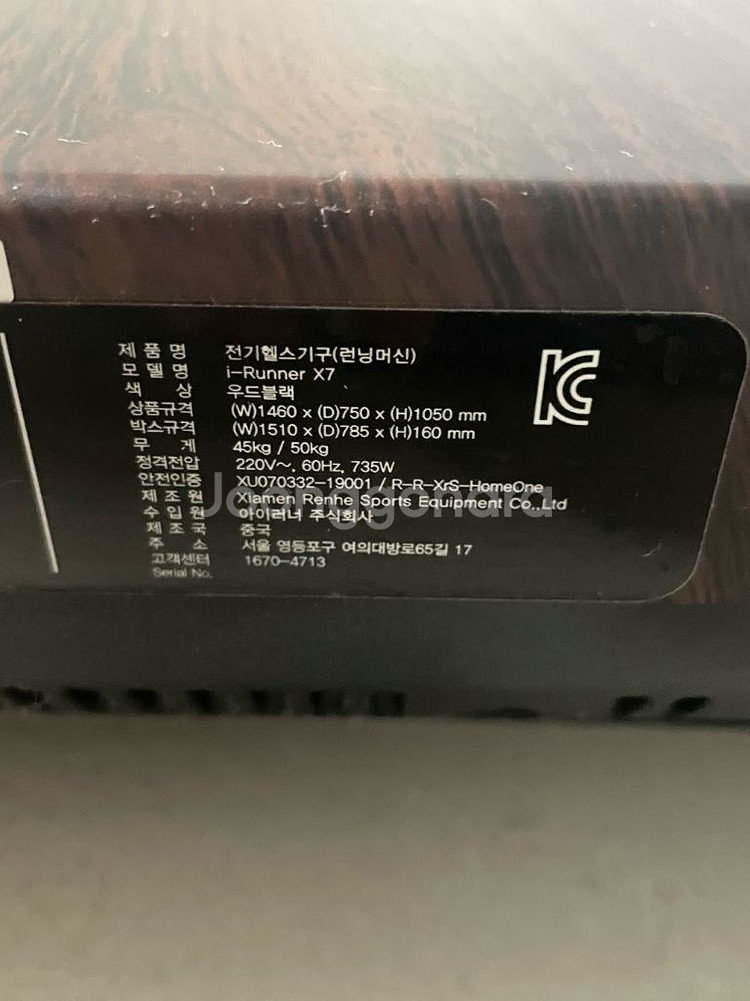 제 품 명 전기헬스기구(런닝머신)
모 델 명 i-Runner X7
색 상 우드블랙
상품규격 (W)1460 x (D)750 x (H)1050 mm
박스규격 (W)1510 x (D)785 x (H)160 mm
무 게 45kg / 50kg
정격전압 220V~, 60Hz, 735W
안전인증 XU070332-19001 / R-R-XrS-HomeOne
제 조 원 Xiamen Renhe Sports Equipment Co.,Ltd
수 입 원 아이러너 주식회사
제 조 국 중국
주 소 서울 영등포구 여의대방로65길 17
고객센터 1670-4713
Serial No.
KC
Joonggonara